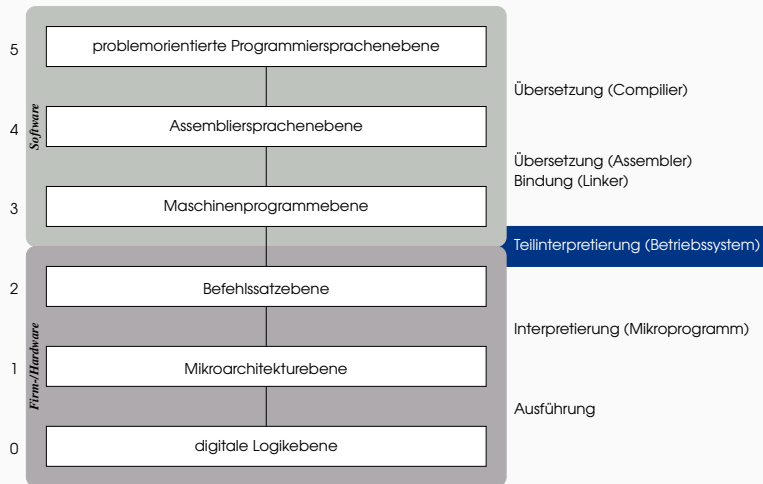 5
problemorientierte Programmiersprachenebene
Übersetzung (Compilier)
4
Assembliersprachenebene
Software
Übersetzung (Assembler)
Bindung (Linker)
3
Maschinenprogrammebene
Teilinterpretierung (Betriebssystem)
2
Befehlssatzebene
Interpretierung (Mikroprogramm)
1
Mikroarchitekturebene
Firm-/Hardware
Ausführung
0
digitale Logikebene